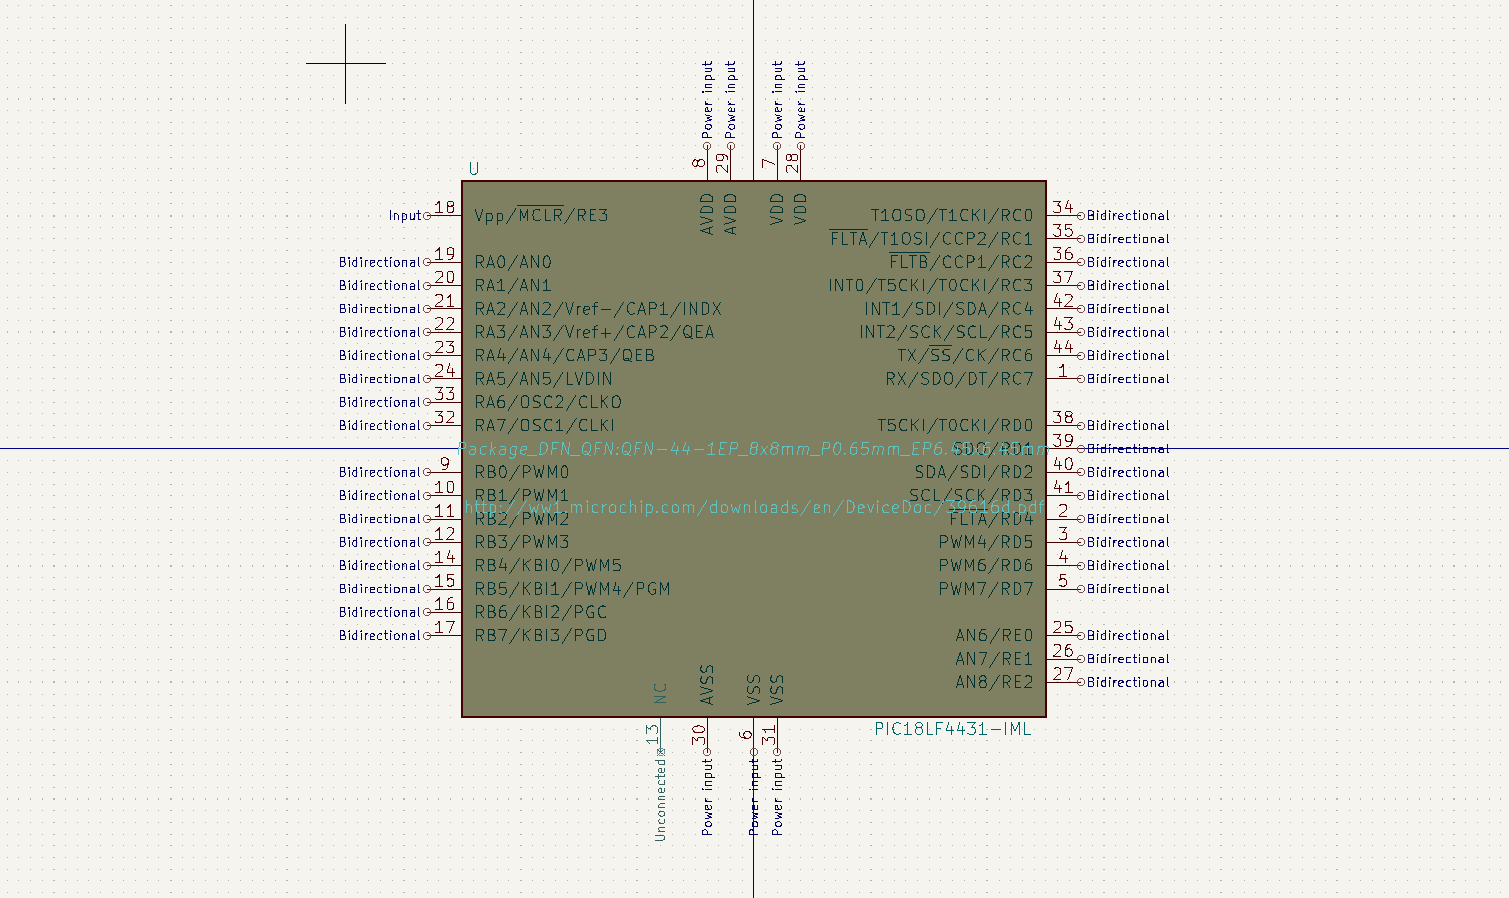 Power input
Power input
Power input
Power input
8
29
7
28
U
AVDD
AVDD
VDD
VDD
Input 18 Vpp/MCLR/RE3
T1OSO/T1CKI/RC0 34 Bidirectional
FLTA/T1OSI/CCP2/RC1 35 Bidirectional
Bidirectional 19 RA0/AN0
FLTB/CCP1/RC2 36 Bidirectional
Bidirectional 20 RA1/AN1
INT0/T5CKI/T0CKI/RC3 37 Bidirectional
Bidirectional 21 RA2/AN2/Vref-/CAP1/INDX
INT1/SDI/SDA/RC4 42 Bidirectional
Bidirectional 22 RA3/AN3/Vref+/CAP2/QEA
INT2/SCK/SCL/RC5 43 Bidirectional
Bidirectional 23 RA4/AN4/CAP3/QEB
TX/SS/CK/RC6 44 Bidirectional
Bidirectional 24 RA5/AN5/LVDIN
RX/SDO/DT/RC7 1 Bidirectional
Bidirectional 33 RA6/OSC2/CLKO
Bidirectional 32 RA7/OSC1/CLKI
T5CKI/T0CKI/RD0 38 Bidirectional
Package_DFN_QFN:QFN-44-1EP_8x8mm_P0.65mm_EP6.45x6.45mm
SDO/RD1 39 Bidirectional
Bidirectional 9 RB0/PWM0
SDA/SDI/RD2 40 Bidirectional
Bidirectional 10 RB1/PWM1
SCL/SCK/RD3 41 Bidirectional
http://ww1.microchip.com/downloads/en/DeviceDoc/39616d.pdf
Bidirectional 11 RB2/PWM2
FLTA/RD4 2 Bidirectional
Bidirectional 12 RB3/PWM3
PWM4/RD5 3 Bidirectional
Bidirectional 14 RB4/KBI0/PWM5
PWM6/RD6 4 Bidirectional
Bidirectional 15 RB5/KBI1/PWM4/PGM
PWM7/RD7 5 Bidirectional
Bidirectional 16 RB6/KBI2/PGC
Bidirectional 17 RB7/KBI3/PGD
AN6/RE0 25 Bidirectional
AN7/RE1 26 Bidirectional
AN8/RE2 27 Bidirectional
NC
AVSS
VSS
VSS
PIC18LF4431-IML
13
30
6
31
Unconnected
Power input
Power input
Power input